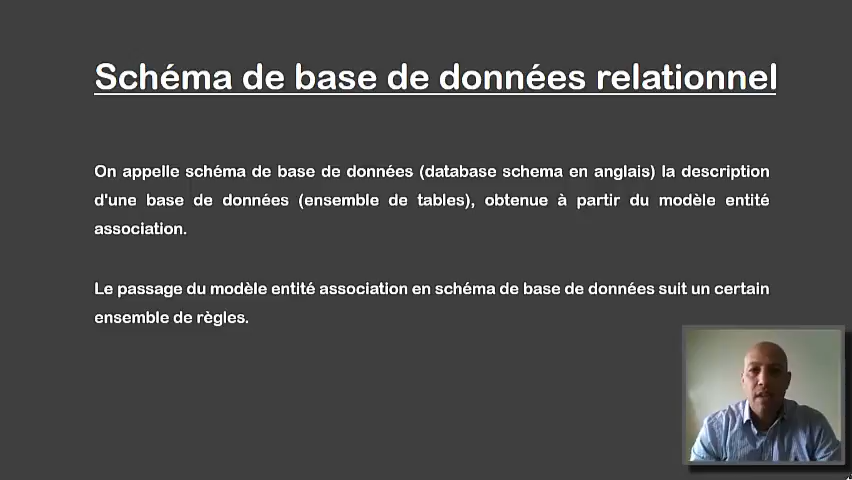 Schéma de base de données relationnel
On appelle schéma de base de données (database schema en anglais) la description
d'une base de données (ensemble de tables), obtenue à partir du modèle entité
association.
Le passage du modèle entité association en schéma de base de données suit un certain
ensemble de règles.